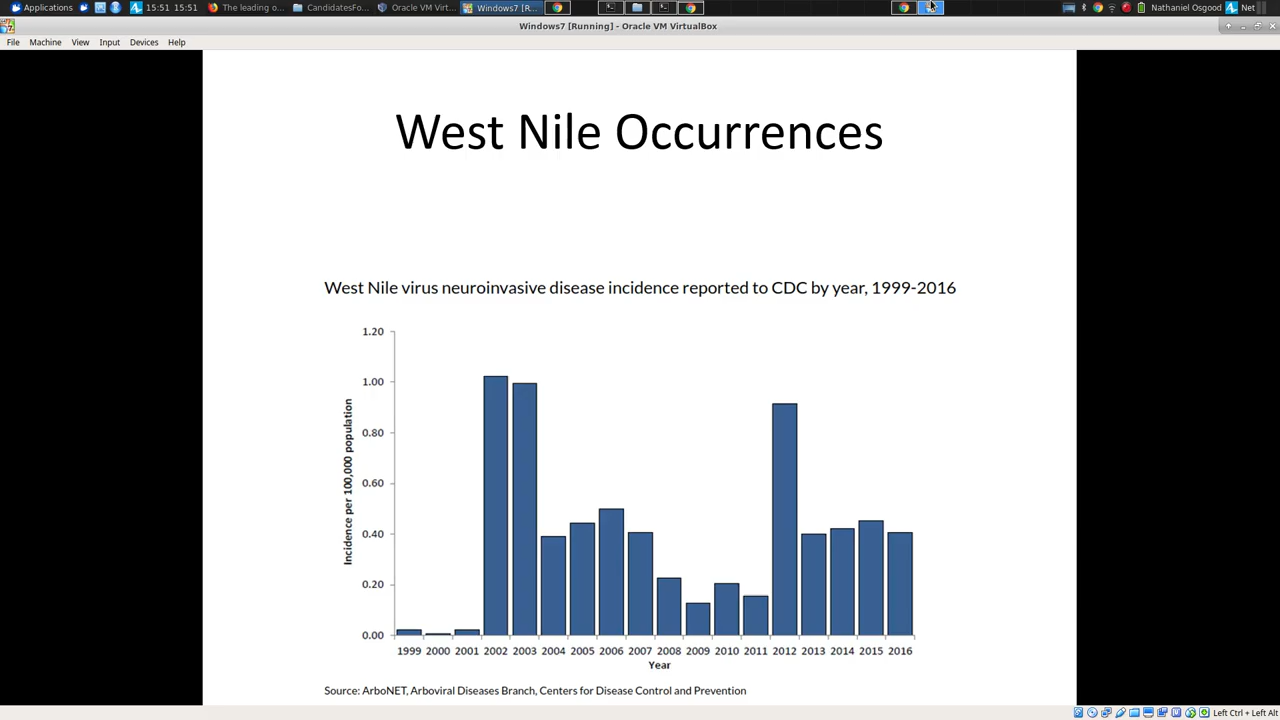 Applications 15:51 15:51 The leading o... CandidatesFo... Oracle VM Virt... Windows7 [R... Nathaniel Osgood Net
Windows7 [Running] - Oracle VM VirtualBox
File Machine View Input Devices Help
West Nile Occurrences
West Nile virus neuroinvasive disease incidence reported to CDC by year, 1999-2016
Incidence per 100,000 population
1.20
1.00
0.80
0.60
0.40
0.20
0.00
1999 2000 2001 2002 2003 2004 2005 2006 2007 2008 2009 2010 2011 2012 2013 2014 2015 2016
Year
Source: ArboNET, Arboviral Diseases Branch, Centers for Disease Control and Prevention
Left Ctrl + Left Alt